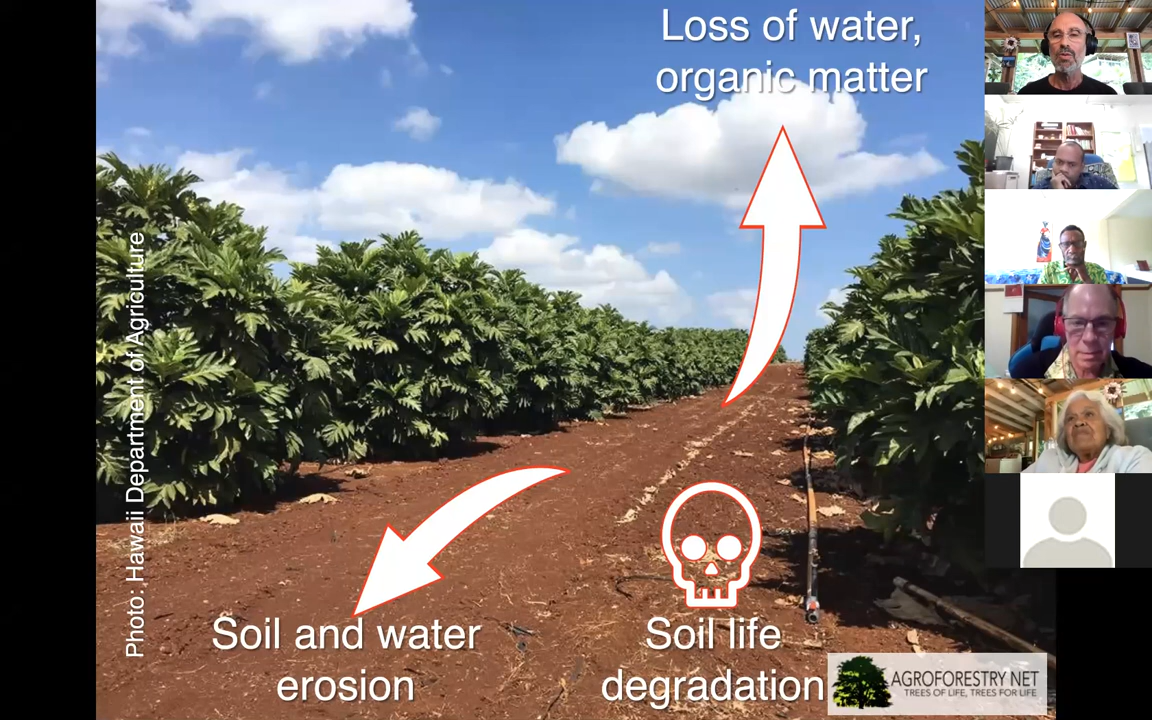 Loss of water,
organic matter
Photo: Hawaii Department of Agriculture
Soil and water
erosion
Soil life
degradation
AGROFORESTRY NET
TREES OF LIFE, TREES FOR LIFE